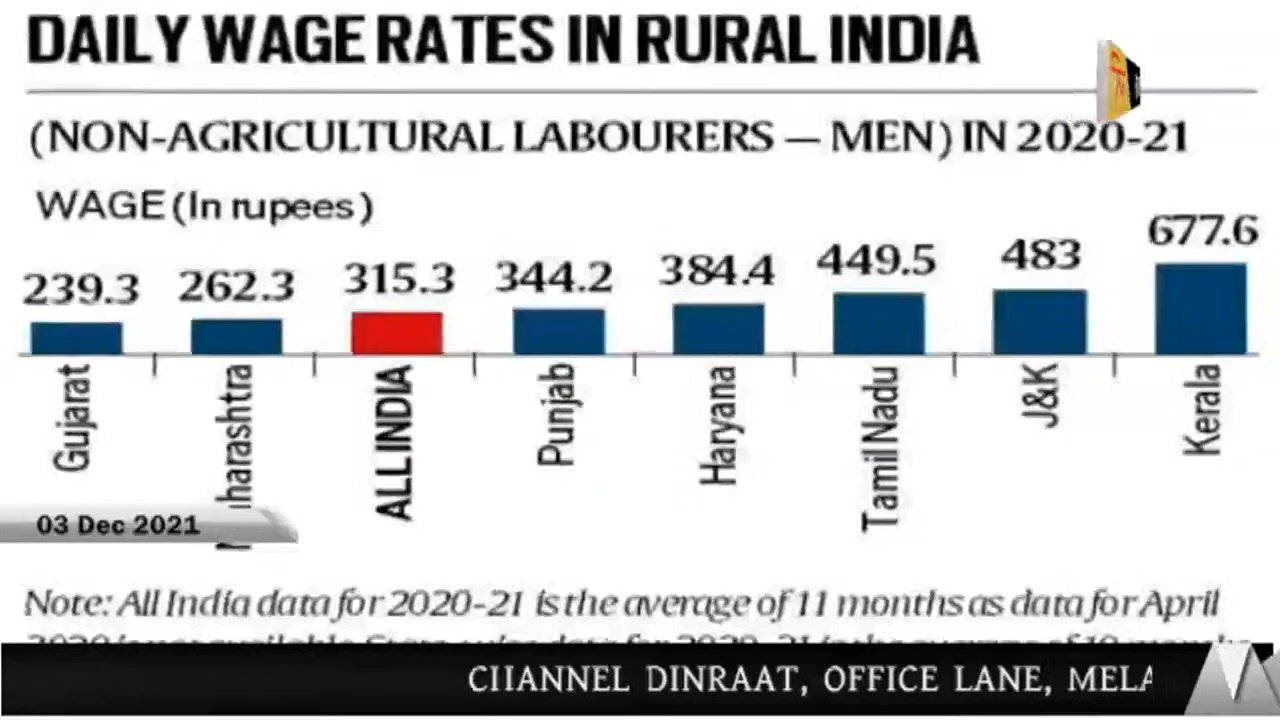 DAILY WAGE RATES IN RURAL INDIA
(NON-AGRICULTURAL LABOURERS — MEN) IN 2020-21
WAGE (In rupees)
239.3 262.3 315.3 344.2 384.4 449.5 483 677.6
Gujarat harashtra ALL INDIA Punjab Haryana Tamil Nadu J&K Kerala
03 Dec 2021
Note: All India data for 2020-21 is the average of 11 months as data for April
CHANNEL DINRAAT, OFFICE LANE, MELA